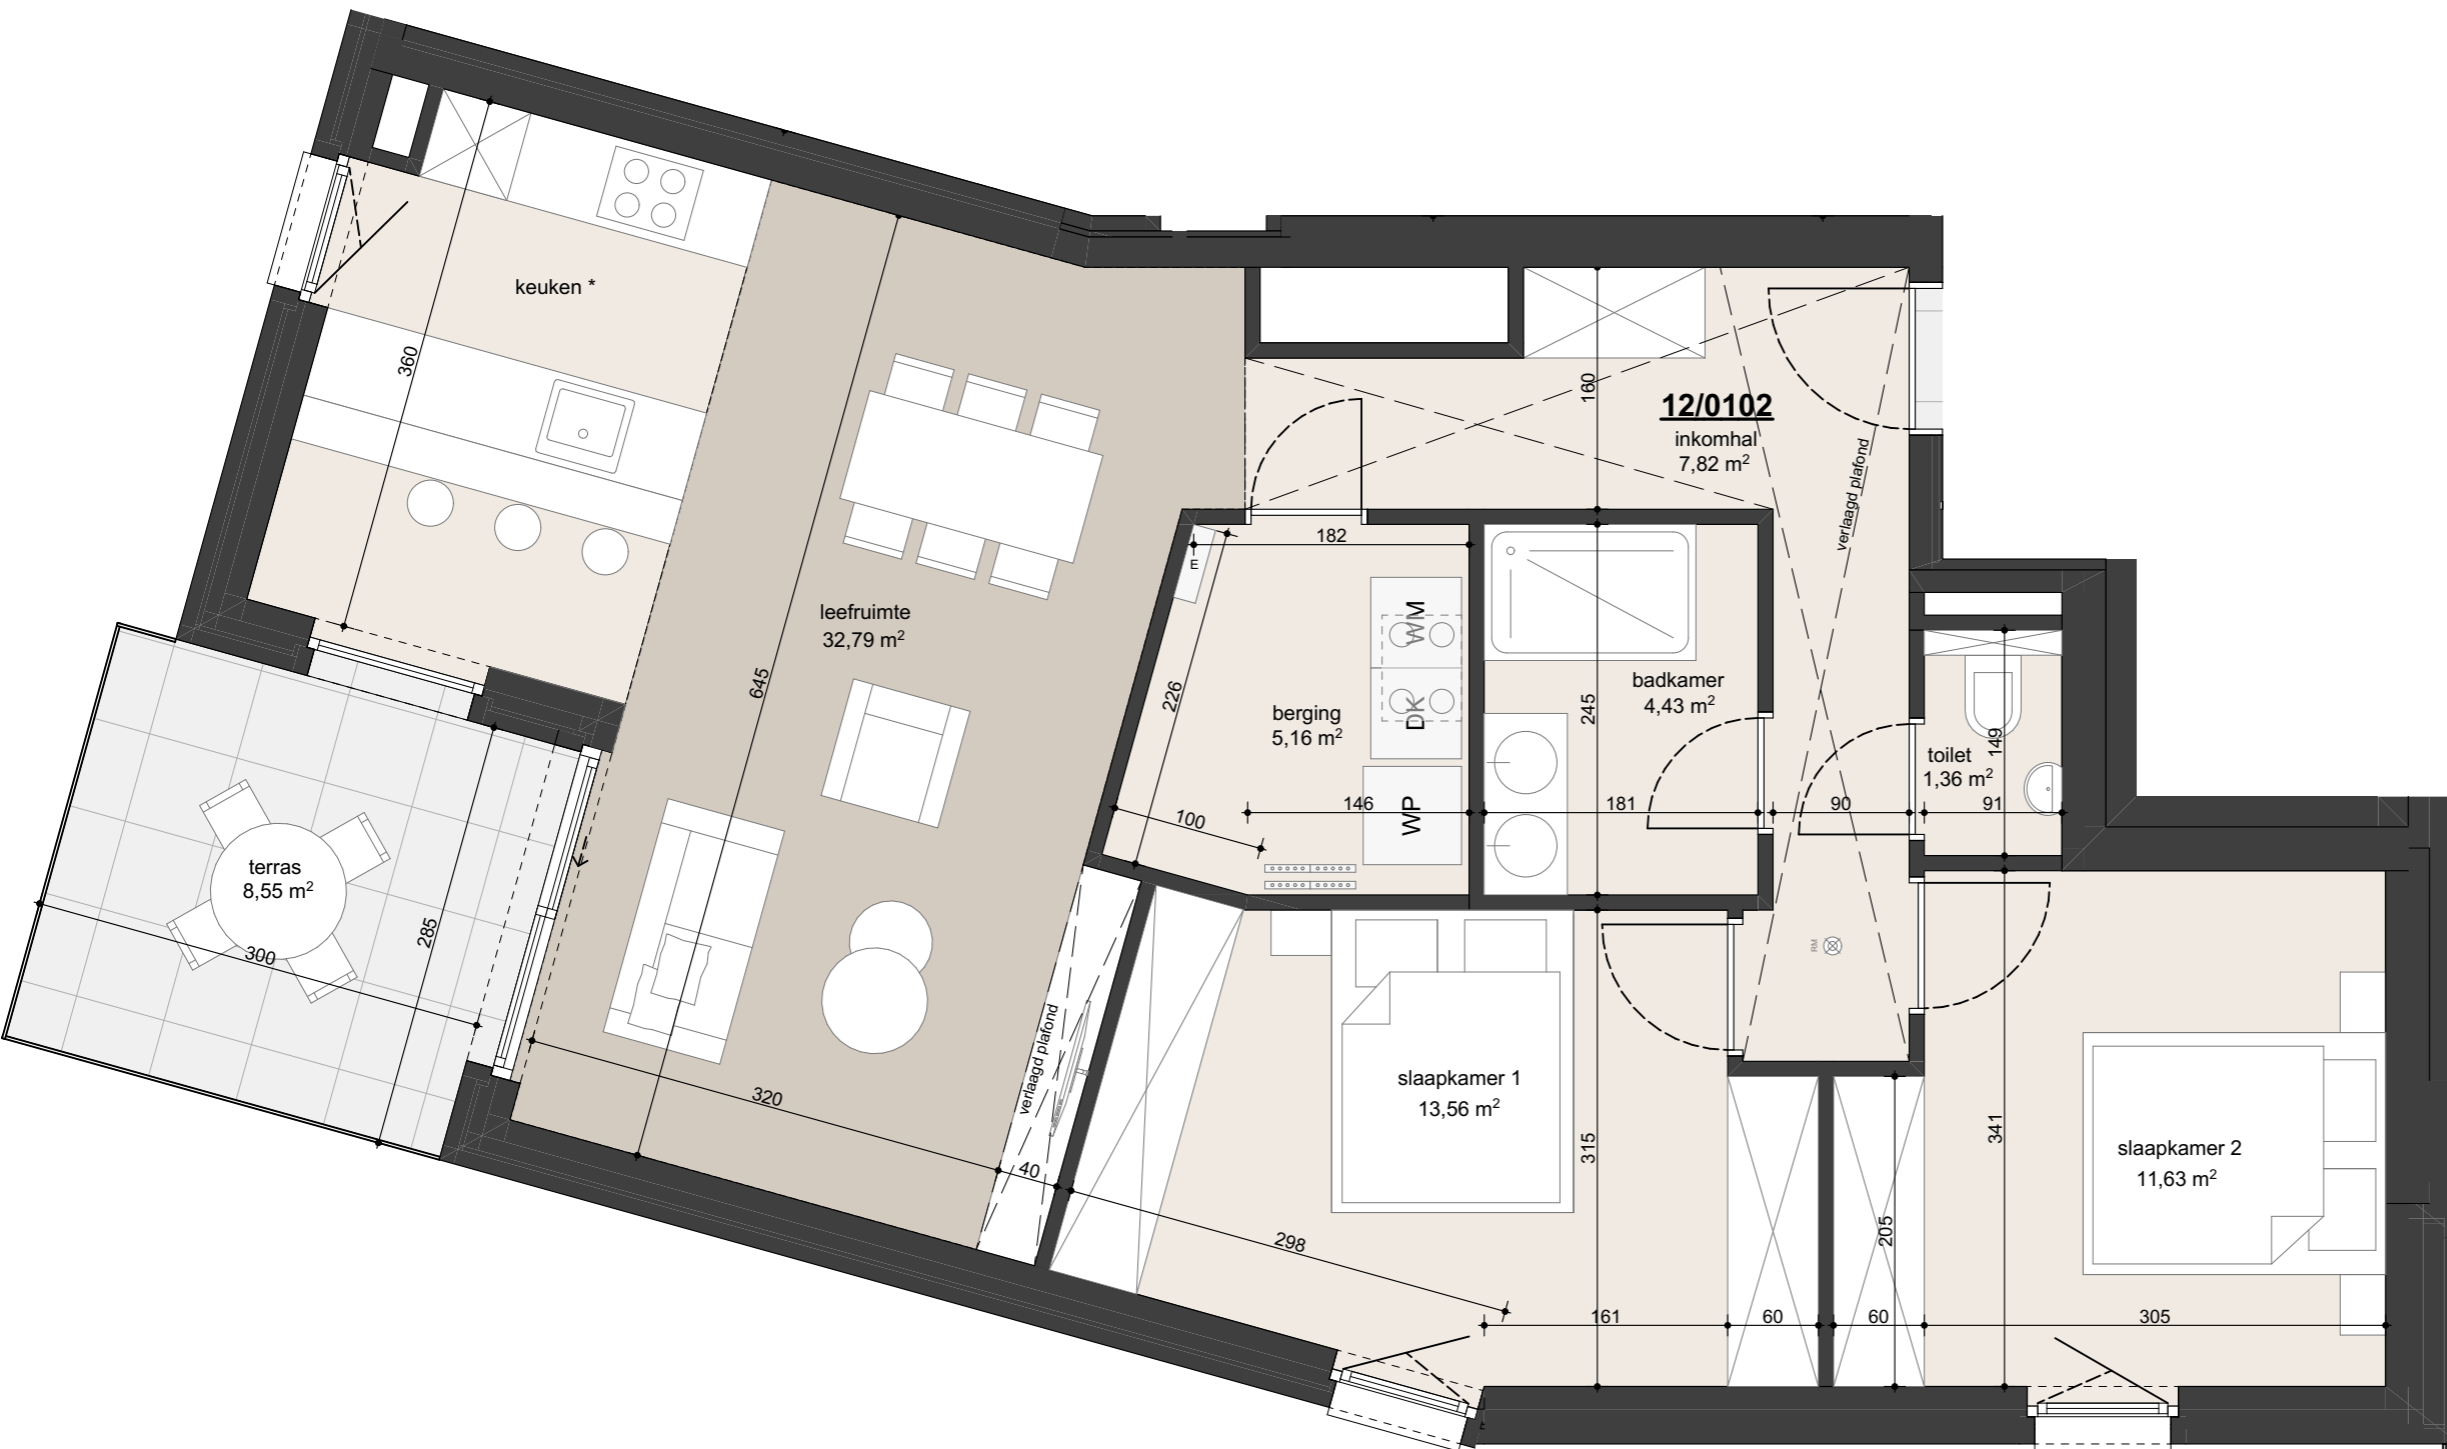 keuken *
360
160
12/0102
inkomhal
7,82 m²
verlaagd plafond
182
E
leefruimte
32,79 m²
645
226
WM
DK
WP
berging
5,16 m²
245
badkamer
4,43 m²
149
toilet
1,36 m²
100
146
181
90
91
terras
8,55 m²
300
285
RM
verlaagd plafond
320
40
298
slaapkamer 1
13,56 m²
315
341
205
slaapkamer 2
11,63 m²
161
60
60
305